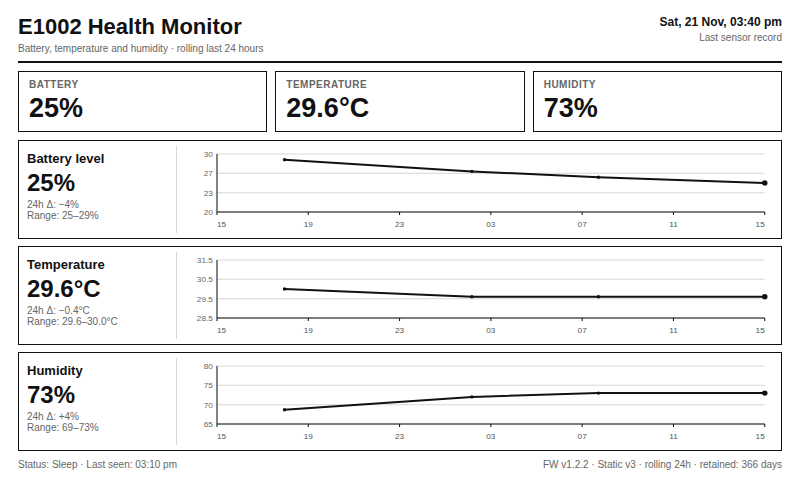 E1002 Health Monitor
Sat, 21 Nov, 03:40 pm
Battery, temperature and humidity · rolling last 24 hours
Last sensor record
BATTERY
25%
TEMPERATURE
29.6°C
HUMIDITY
73%
Battery level
25%
24h Δ: −4%
Range: 25–29%
30
27
23
20
15 19 23 03 07 11 15
Temperature
29.6°C
24h Δ: −0.4°C
Range: 29.6–30.0°C
31.5
30.5
29.5
28.5
15 19 23 03 07 11 15
Humidity
73%
24h Δ: +4%
Range: 69–73%
80
75
70
65
15 19 23 03 07 11 15
Status: Sleep · Last seen: 03:10 pm
FW v1.2.2 · Static v3 · rolling 24h · retained: 366 days